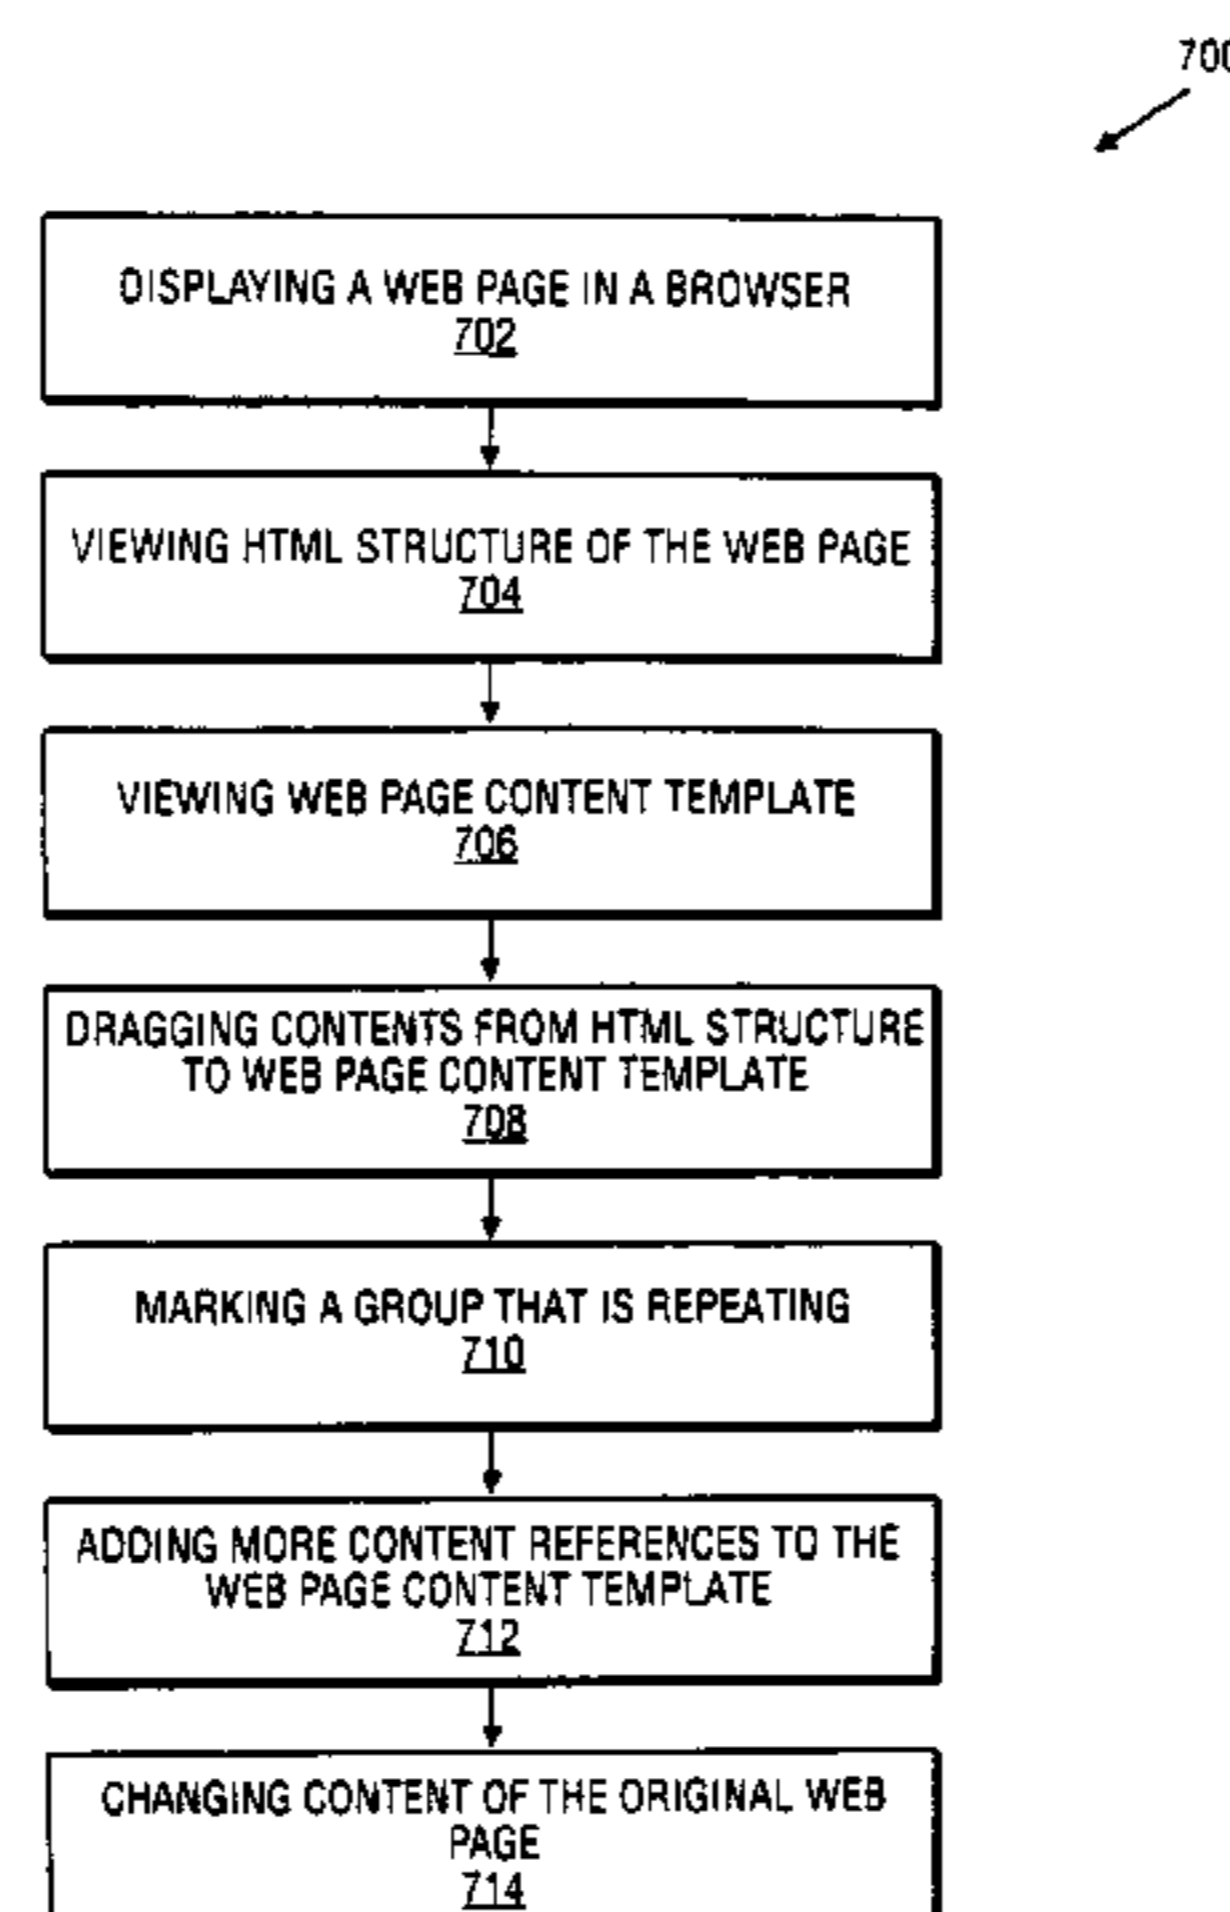 700
DISPLAYING A WEB PAGE IN A BROWSER
702
VIEWING HTML STRUCTURE OF THE WEB PAGE
704
VIEWING WEB PAGE CONTENT TEMPLATE
706
DRAGGING CONTENTS FROM HTML STRUCTURE
TO WEB PAGE CONTENT TEMPLATE
708
MARKING A GROUP THAT IS REPEATING
710
ADDING MORE CONTENT REFERENCES TO THE
WEB PAGE CONTENT TEMPLATE
712
CHANGING CONTENT OF THE ORIGINAL WEB
PAGE
714